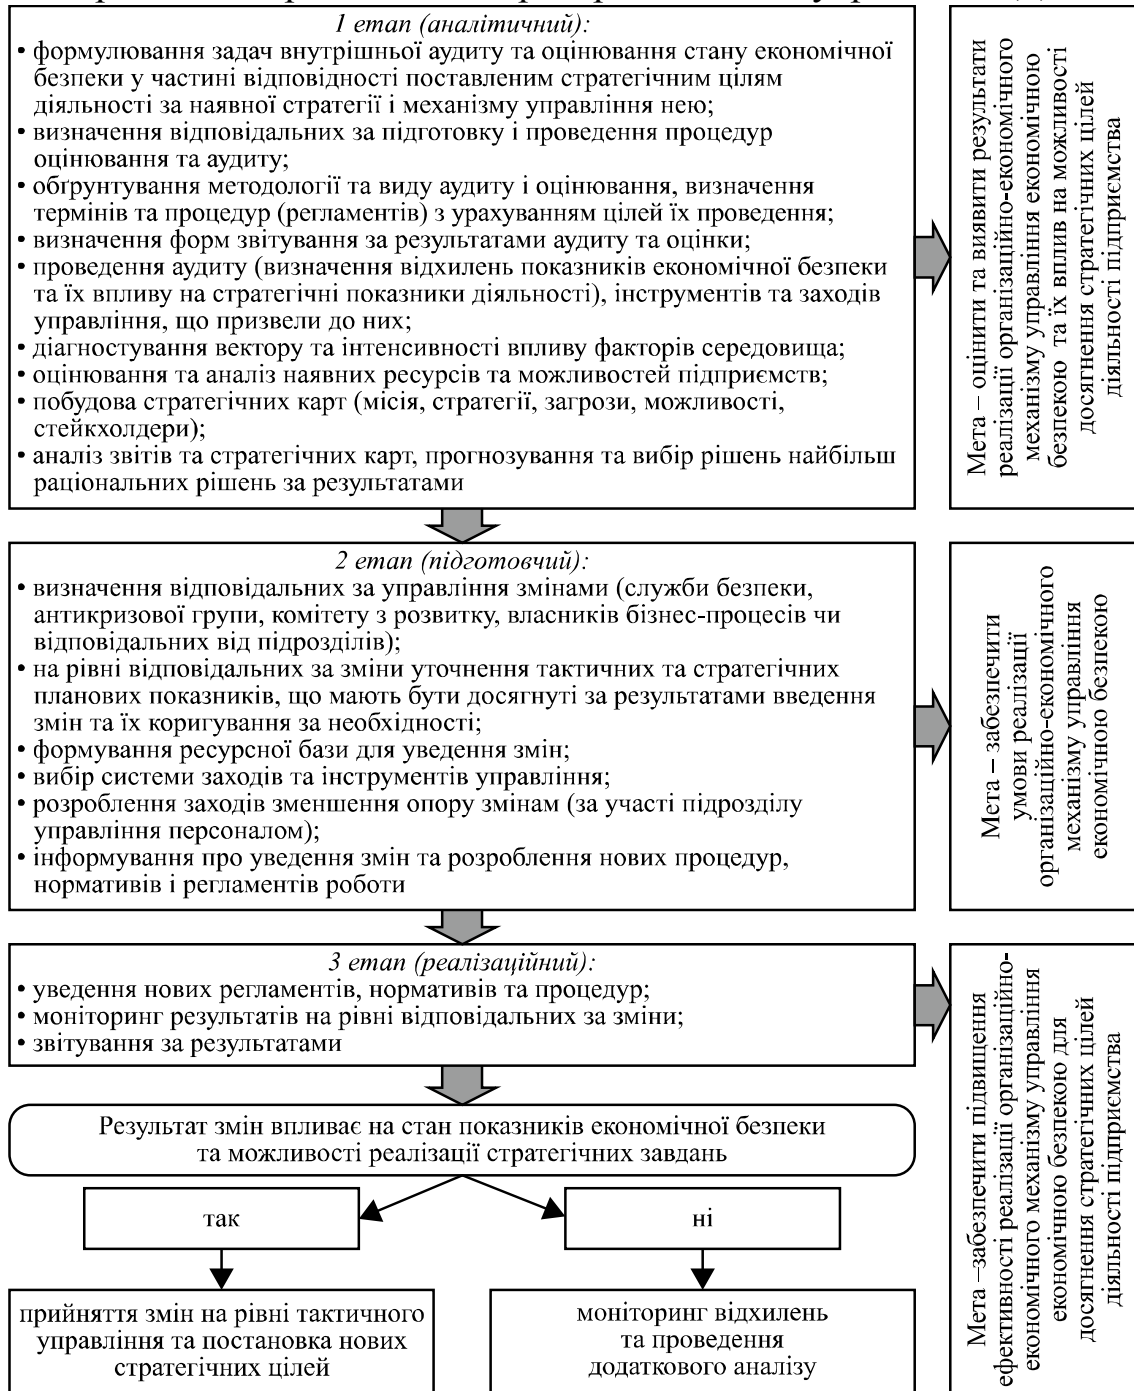 1 етап (аналітичний):
• формулювання задач внутрішньої аудиту та оцінювання стану економічної
безпеки у частині відповідності поставленим стратегічним цілям
діяльності за наявної стратегії і механізму управління нею;
• визначення відповідальних за підготовку і проведення процедур
оцінювання та аудиту;
• обґрунтування методології та виду аудиту і оцінювання, визначення
термінів та процедур (регламентів) з урахуванням цілей їх проведення;
• визначення форм звітування за результатами аудиту та оцінки;
• проведення аудиту (визначення відхилень показників економічної безпеки
та їх впливу на стратегічні показники діяльності), інструментів та заходів
управління, що призвели до них;
• діагностування вектору та інтенсивності впливу факторів середовища;
• оцінювання та аналіз наявних ресурсів та можливостей підприємств;
• побудова стратегічних карт (місія, стратегії, загрози, можливості,
стейкхолдери);
• аналіз звітів та стратегічних карт, прогнозування та вибір рішень найбільш
раціональних рішень за результатами
Мета – оцінити та виявити результати
реалізації організаційно-економічного
механізму управління економічною
безпекою та їх вплив на можливості
досягнення стратегічних цілей
діяльності підприємства
2 етап (підготовчий):
• визначення відповідальних за управління змінами (служби безпеки,
антикризової групи, комітету з розвитку, власників бізнес-процесів чи
відповідальних від підрозділів);
• на рівні відповідальних за зміни уточнення тактичних та стратегічних
планових показників, що мають бути досягнуті за результатами введення
змін та їх коригування за необхідності;
• формування ресурсної бази для уведення змін;
• вибір системи заходів та інструментів управління;
• розроблення заходів зменшення опору змінам (за участі підрозділу
управління персоналом);
• інформування про уведення змін та розроблення нових процедур,
нормативів і регламентів роботи
Мета – забезпечити
умови реалізації
організаційно-економічного
механізму управління
економічною безпекою
3 етап (реалізаційний):
• уведення нових регламентів, нормативів та процедур;
• моніторинг результатів на рівні відповідальних за зміни;
• звітування за результатами
Мета –забезпечити підвищення
ефективності реалізації організаційно-
економічного механізму управління
економічною безпекою для
досягнення стратегічних цілей
діяльності підприємства
Результат змін впливає на стан показників економічної безпеки
та можливості реалізації стратегічних завдань
так
ні
прийняття змін на рівні тактичного
управління та постановка нових
стратегічних цілей
моніторинг відхилень
та проведення
додаткового аналізу